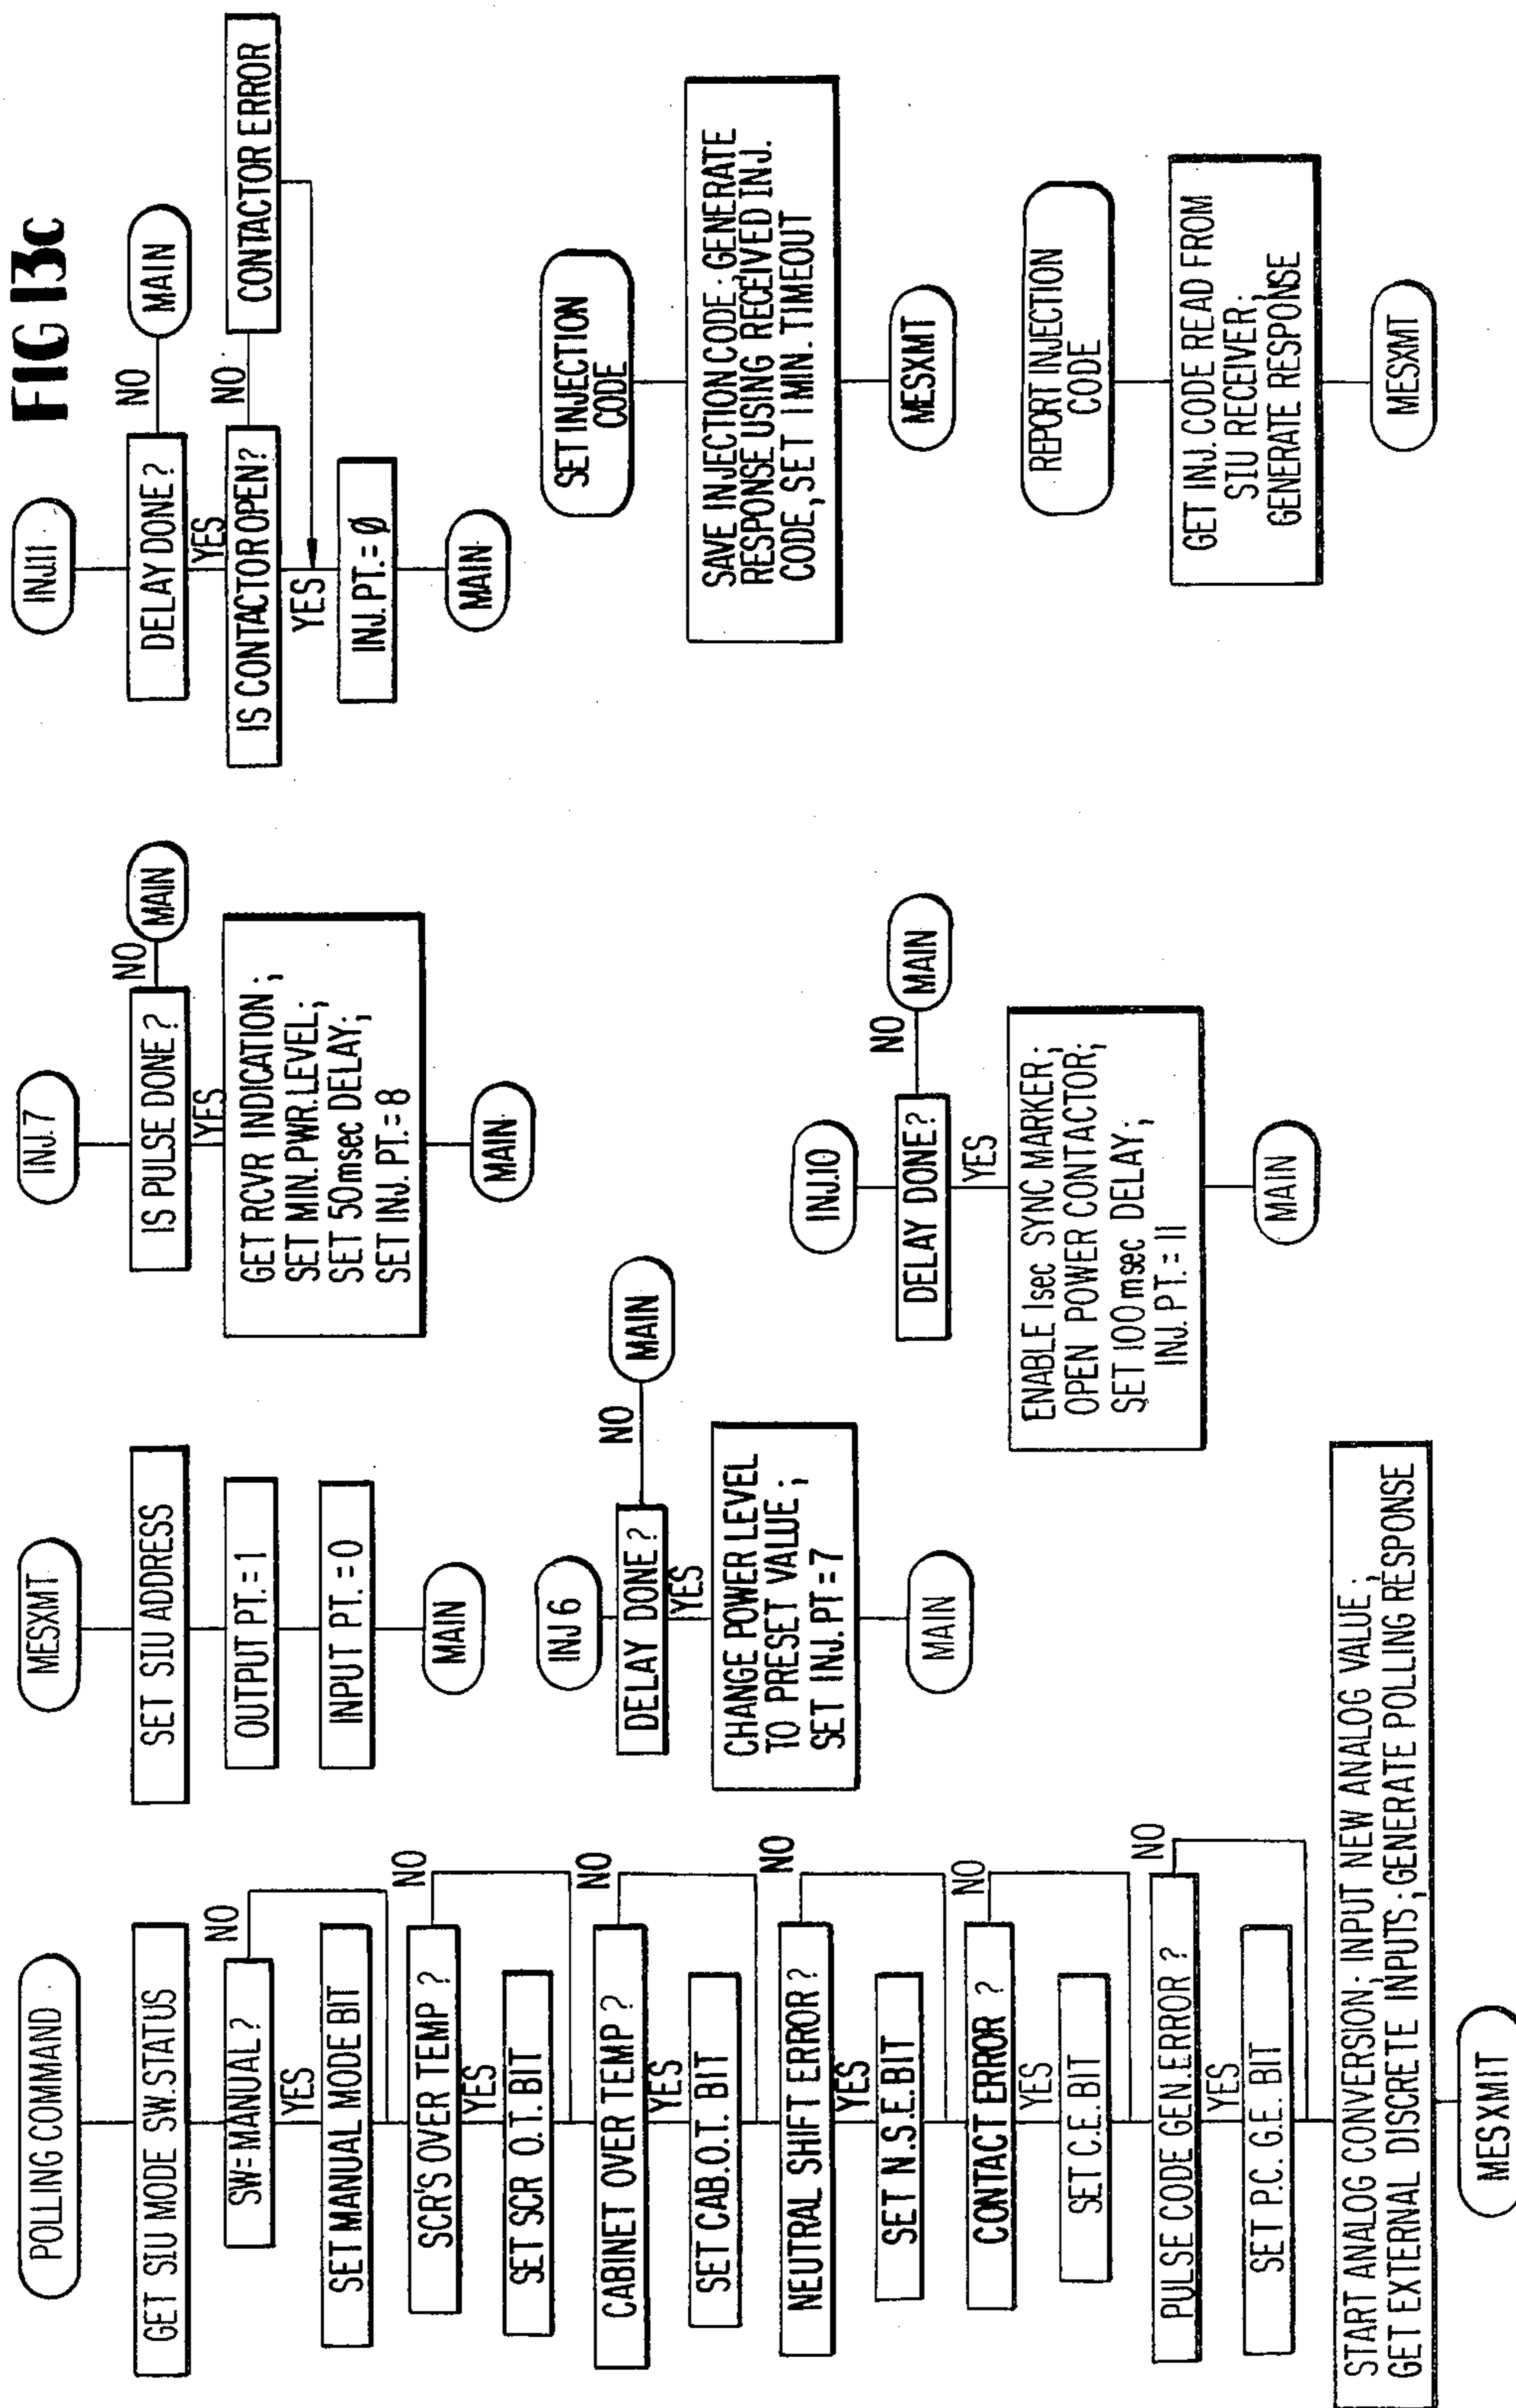 FIG 13c
POLLING COMMAND
GET SIU MODE SW.STATUS
SW=MANUAL?
NO
YES
SET MANUAL MODE BIT
SCR'S OVER TEMP ?
NO
YES
SET SCR O.T. BIT
CABINET OVER TEMP ?
NO
YES
SET CAB.O.T. BIT
NEUTRAL SHIFT ERROR?
NO
YES
SET N.S.E.BIT
CONTACT ERROR ?
NO
YES
SET C.E.BIT
PULSE CODE GEN.ERROR ?
NO
YES
SET P.C. G.E. BIT
START ANALOG CONVERSION; INPUT NEW ANALOG VALUE;
GET EXTERNAL DISCRETE INPUTS; GENERATE POLLING RESPONSE
MESXMIT
MESXMT
SET SIU ADDRESS
OUTPUT PT.=1
INPUT PT.=0
MAIN
INJ 6
DELAY DONE?
NO
MAIN
YES
CHANGE POWER LEVEL
TO PRESET VALUE;
SET INJ. PT=7
MAIN
INJ. 7
IS PULSE DONE?
NO
MAIN
YES
GET RCVR INDICATION;
SET MIN.PWR.LEVEL;
SET 50msec DELAY;
SET INJ. PT.= 8
MAIN
INJ.10
DELAY DONE?
NO
MAIN
YES
ENABLE 1sec SYNC MARKER;
OPEN POWER CONTACTOR;
SET 100 msec DELAY;
INJ. PT.= 11
MAIN
INJ.11
DELAY DONE?
NO
MAIN
YES
IS CONTACTOR OPEN?
NO
CONTACTOR ERROR
YES
INJ.PT.= Ø
MAIN
SET INJECTION
CODE
SAVE INJECTION CODE; GENERATE
RESPONSE USING RECEIVED INJ.
CODE, SET 1 MIN. TIMEOUT
MESXMT
REPORT INJECTION
CODE
GET INJ. CODE READ FROM
SIU RECEIVER;
GENERATE RESPONSE
MESXMT